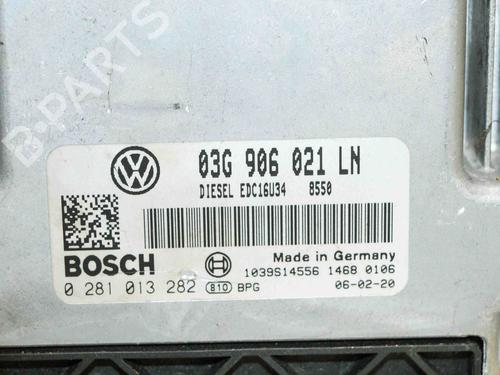 B-PARTS
03G 906 021 LN
DIESEL EDC16U34 8550
BOSCH
Made in Germany
1039S14556 1468 0106
0 281 013 282 810 BPG 06-02-20